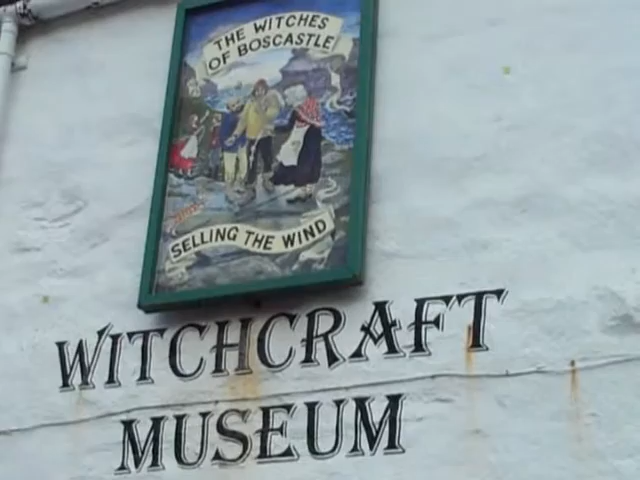 THE WITCHES
OF BOSCASTLE
SELLING THE WIND
WITCHCRAFT
MUSEUM